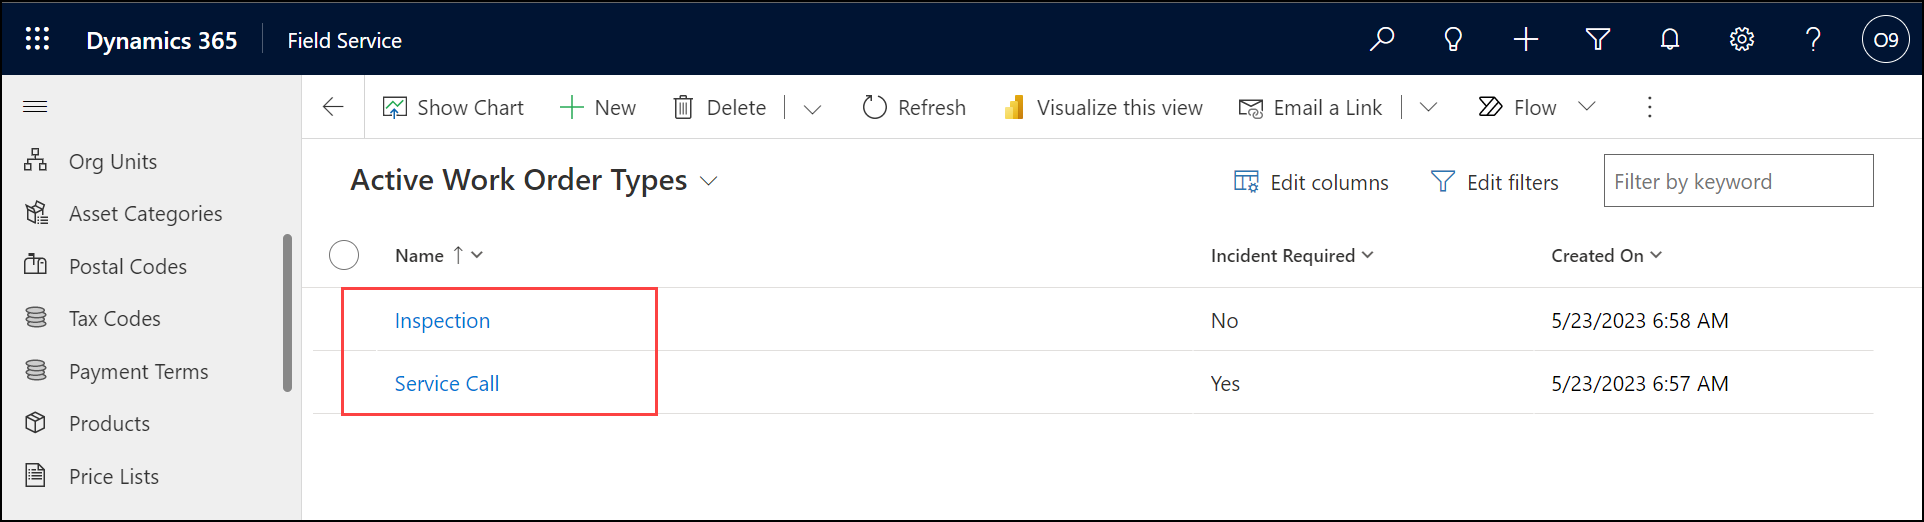 Dynamics 365 Field Service O9
Show Chart New Delete Refresh Visualize this view Email a Link Flow
Org Units
Asset Categories
Postal Codes
Tax Codes
Payment Terms
Products
Price Lists
Active Work Order Types Edit columns Edit filters Filter by keyword
Name Incident Required Created On
Inspection No 5/23/2023 6:58 AM
Service Call Yes 5/23/2023 6:57 AM